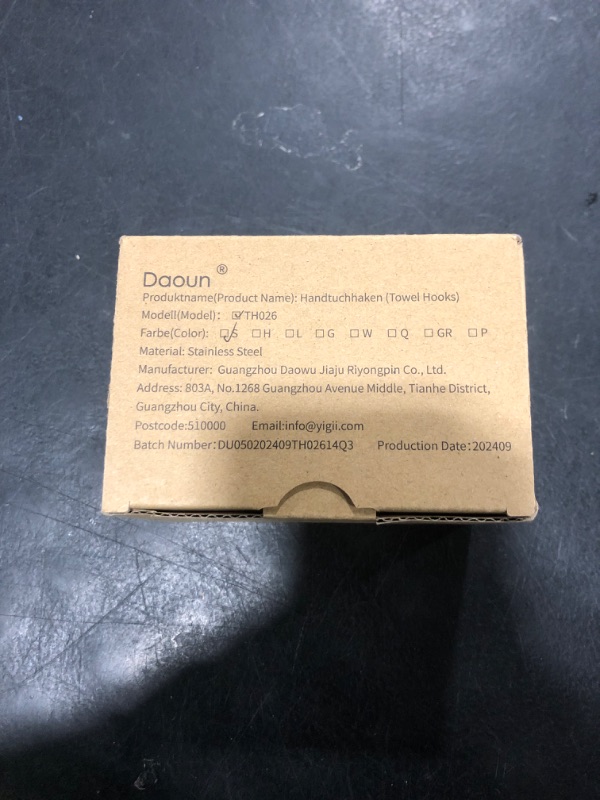 Daoun®
Produktname(Product Name): Handtuchhaken (Towel Hooks)
Modell(Model): ☑TH026
Farbe(Color): ☑S ☐H ☐L ☐G ☐W ☐Q ☐GR ☐P
Material: Stainless Steel
Manufacturer: Guangzhou Daowu Jiaju Riyongpin Co., Ltd.
Address: 803A, No.1268 Guangzhou Avenue Middle, Tianhe District,
Guangzhou City, China.
Postcode:510000 Email:info@yigii.com
Batch Number:DU050202409TH02614Q3 Production Date:202409